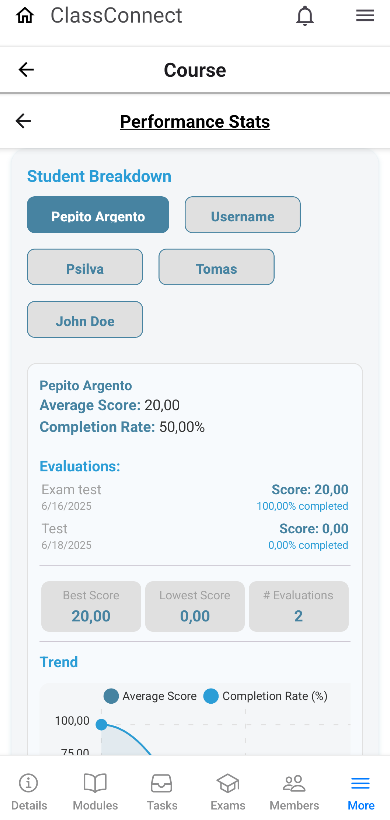 ClassConnect
Course
Performance Stats
Student Breakdown
Pepito Argento
Username
Psilva
Tomas
John Doe
Pepito Argento
Average Score: 20,00
Completion Rate: 50,00%
Evaluations:
Exam test
Score: 20,00
6/16/2025
100,00% completed
Test
Score: 0,00
6/18/2025
0,00% completed
Best Score
Lowest Score
# Evaluations
20,00
0,00
2
Trend
Average Score
Completion Rate (%)
100,00
75,00
Details
Modules
Tasks
Exams
Members
More